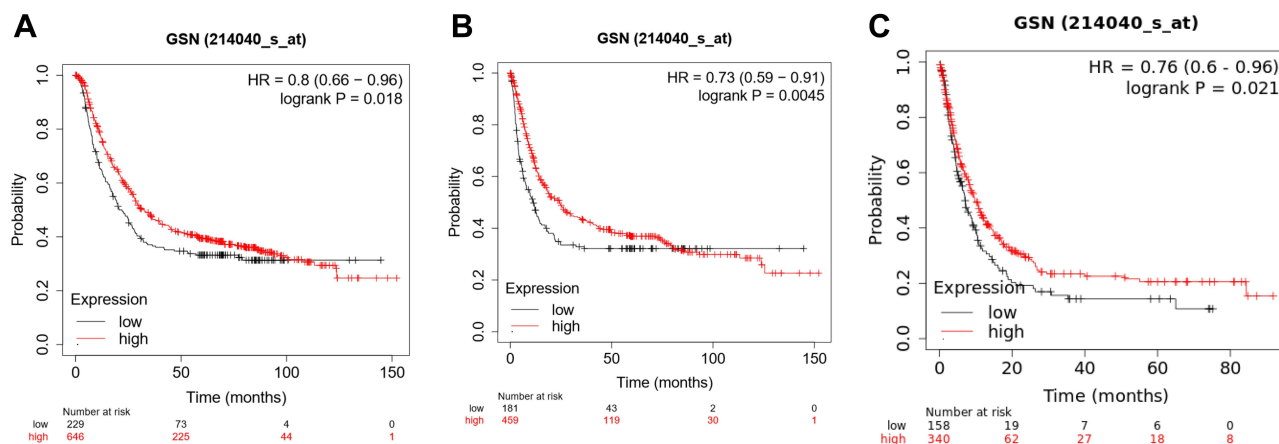 A
GSN (214040_s_at)
HR = 0.8 (0.66 − 0.96)
logrank P = 0.018
Probability
1.0
0.8
0.6
0.4
0.2
0.0
Expression
low
high
0 50 100 150
Time (months)
Number at risk
low 229 73 4 0
high 646 225 44 1
B
GSN (214040_s_at)
HR = 0.73 (0.59 − 0.91)
logrank P = 0.0045
Probability
1.0
0.8
0.6
0.4
0.2
0.0
Expression
low
high
0 50 100 150
Time (months)
Number at risk
low 181 43 2 0
high 459 119 30 1
C
GSN (214040_s_at)
HR = 0.76 (0.6 - 0.96)
logrank P = 0.021
Probability
1.0
0.8
0.6
0.4
0.2
0.0
Expression
low
high
0 20 40 60 80
Time (months)
Number at risk
low 158 19 7 6 0
high 340 62 27 18 8